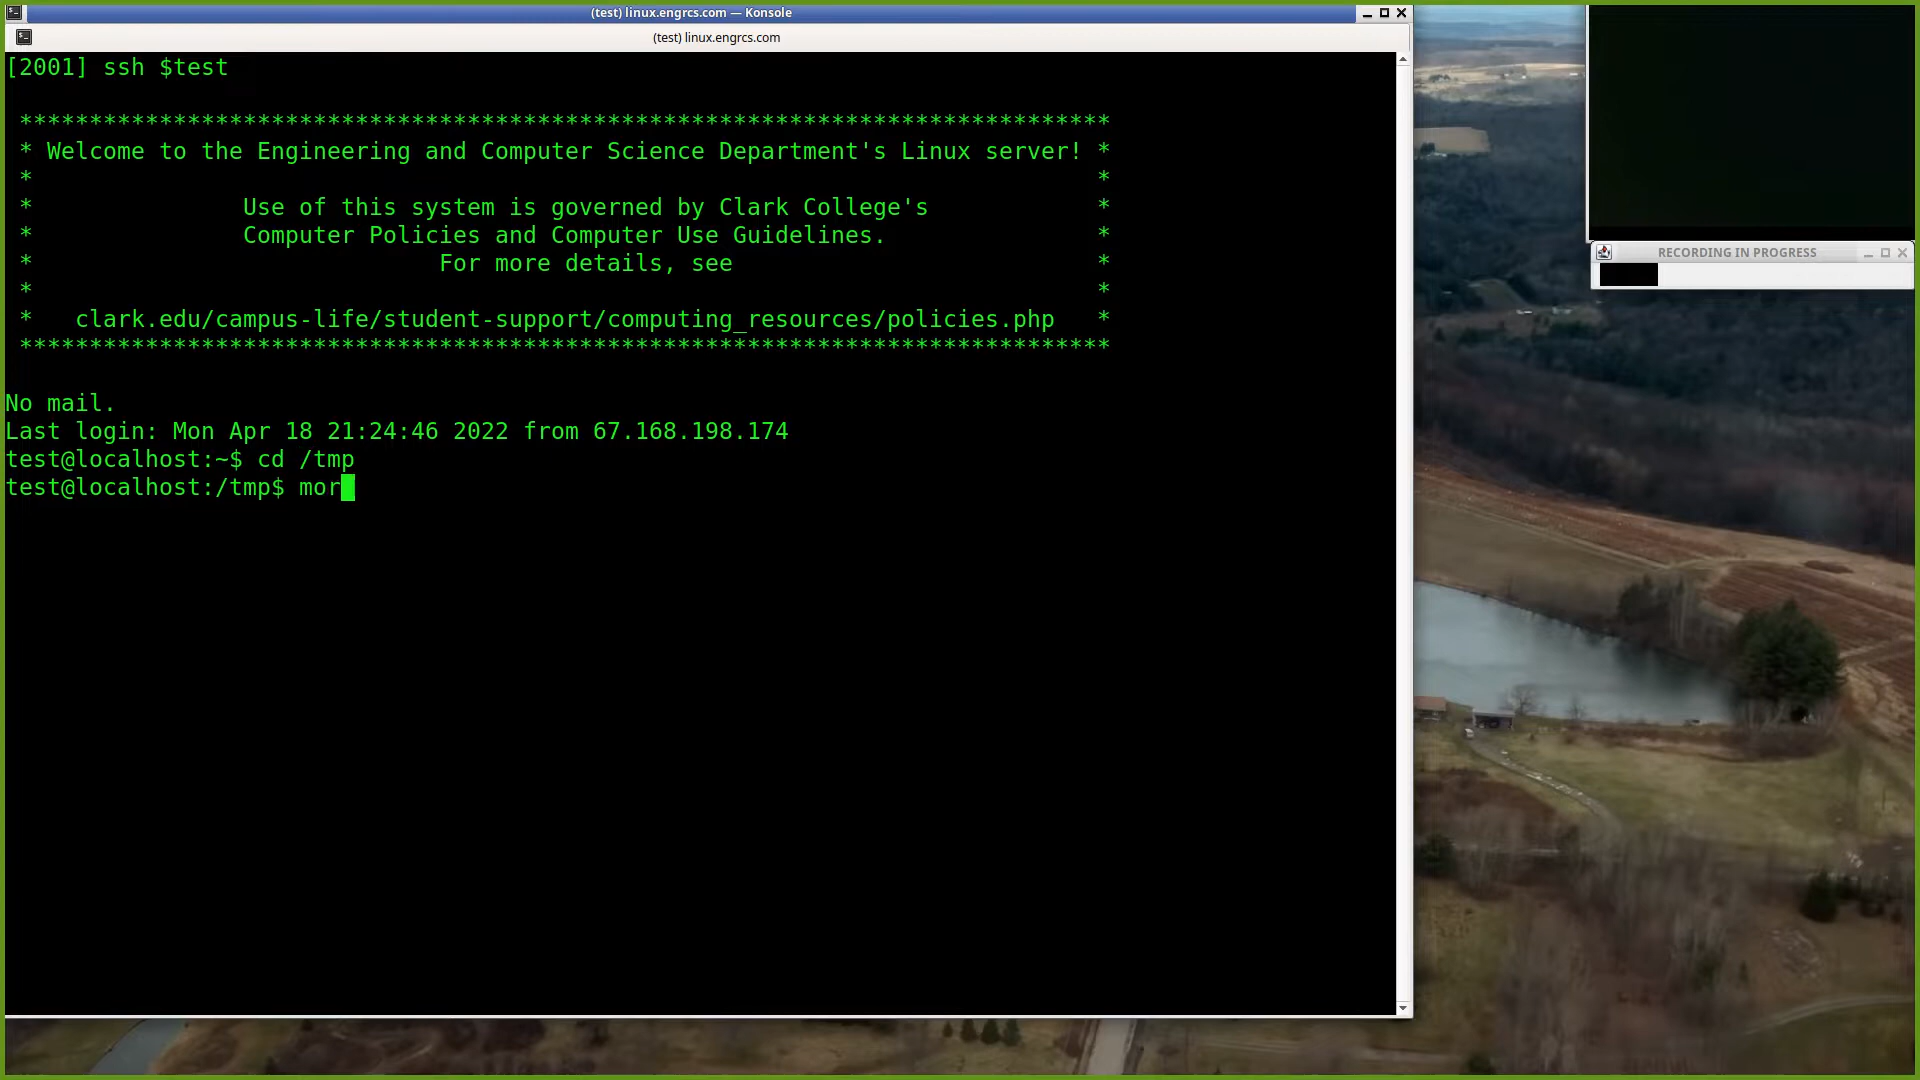 (test) linux.engrcs.com — Konsole
(test) linux.engrcs.com
[2001] ssh $test
******************************************************************************
* Welcome to the Engineering and Computer Science Department's Linux server! *
* *
* Use of this system is governed by Clark College's *
* Computer Policies and Computer Use Guidelines. *
* For more details, see *
* *
* clark.edu/campus-life/student-support/computing_resources/policies.php *
******************************************************************************
No mail.
Last login: Mon Apr 18 21:24:46 2022 from 67.168.198.174
test@localhost:~$ cd /tmp
test@localhost:/tmp$ mor
RECORDING IN PROGRESS